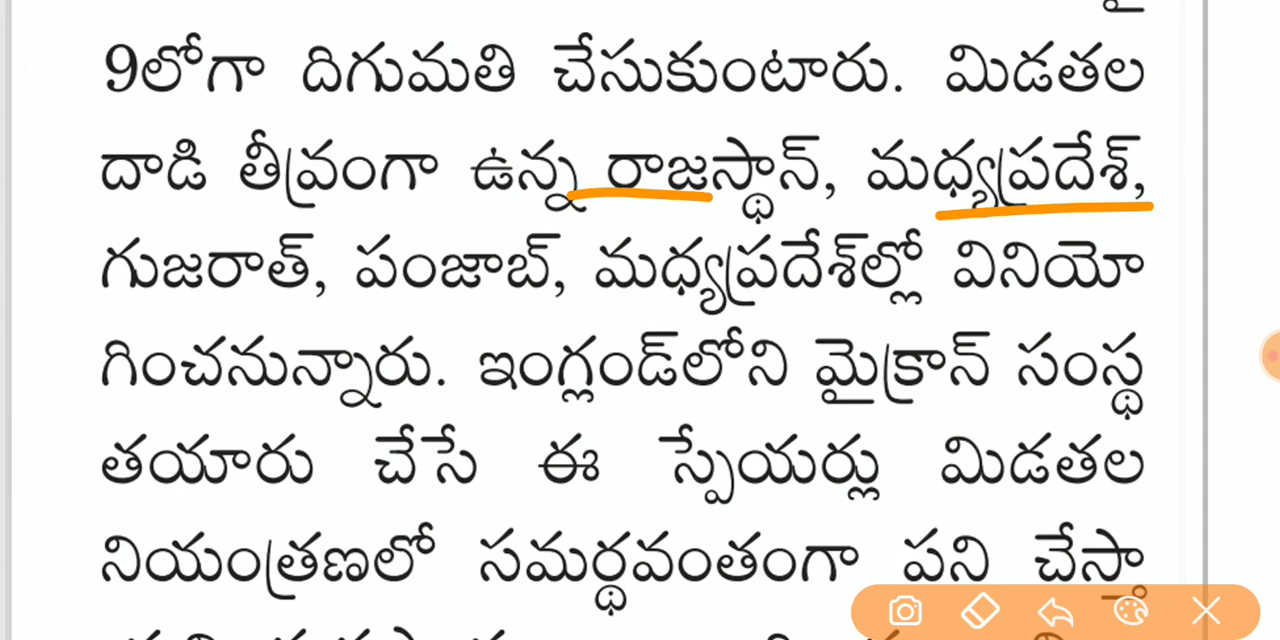 9లోగా దిగుమతి చేసుకుంటారు. మిడతల
దాడి తీవ్రంగా ఉన్న రాజస్థాన్, మధ్యప్రదేశ్,
గుజరాత్, పంజాబ్, మధ్యప్రదేశ్‌ల్లో వినియో
గించనున్నారు. ఇంగ్లండ్‌లోని మైక్రాన్ సంస్థ
తయారు చేసే ఈ స్పేయర్లు మిడతల
నియంత్రణలో సమర్థవంతంగా పని చేస్తా